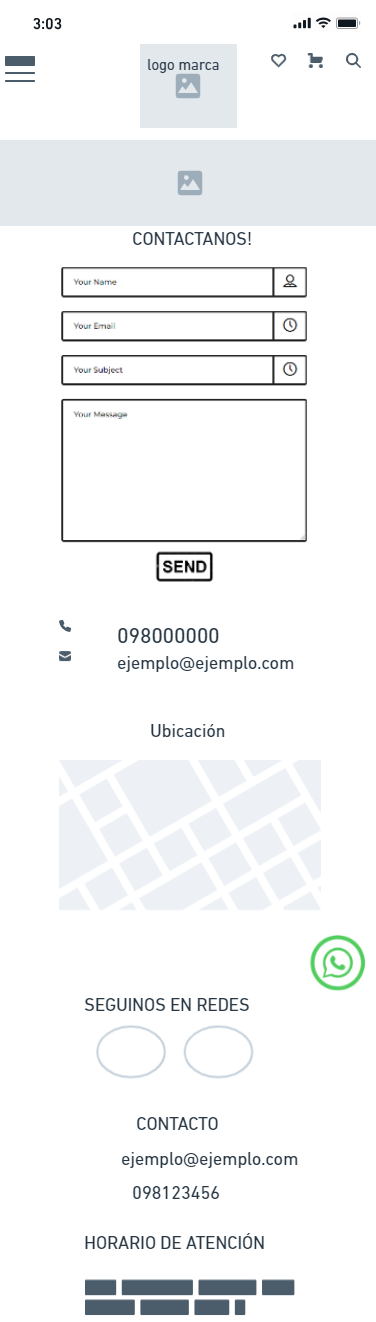 3:03
logo marca
CONTACTANOS!
Your Name
Your Email
Your Subject
Your Message
SEND
098000000
ejemplo@ejemplo.com
Ubicación
SEGUINOS EN REDES
CONTACTO
ejemplo@ejemplo.com
098123456
HORARIO DE ATENCIÓN